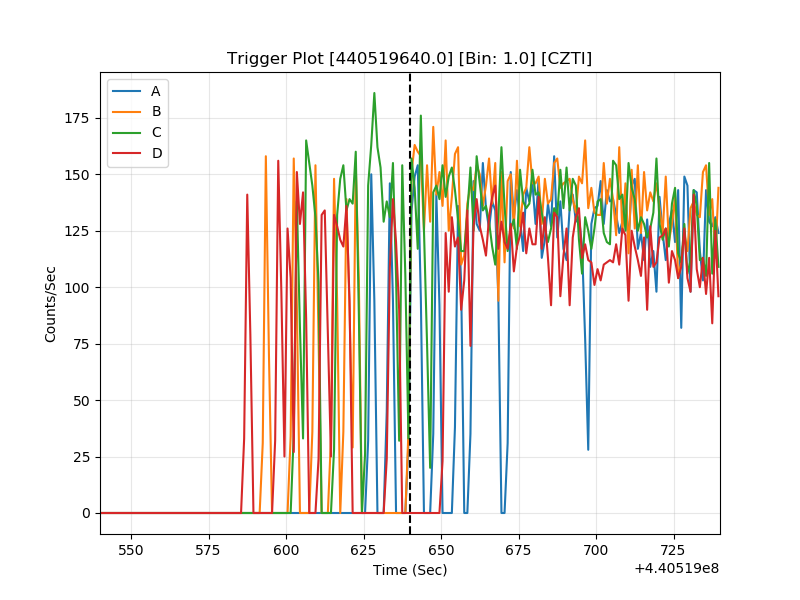 Trigger Plot [440519640.0] [Bin: 1.0] [CZTI]
A
B
C
D
175
150
125
100
75
50
25
0
Counts/Sec
550 575 600 625 650 675 700 725
+4.40519e8
Time (Sec)